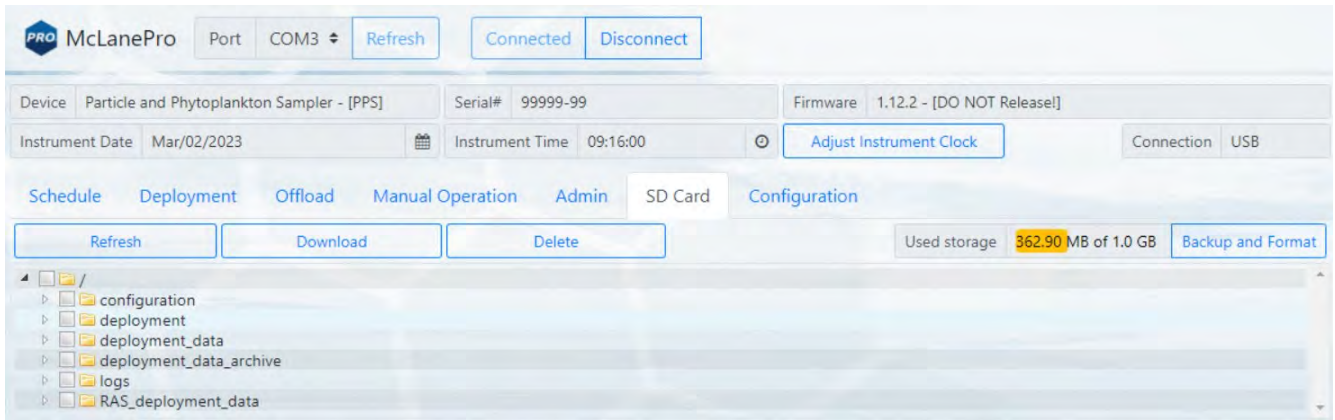 PRO McLanePro Port COM3 Refresh Connected Disconnect
Device Particle and Phytoplankton Sampler - [PPS] Serial# 99999-99 Firmware 1.12.2 - [DO NOT Release!]
Instrument Date Mar/02/2023 Instrument Time 09:16:00 Adjust Instrument Clock Connection USB
Schedule Deployment Offload Manual Operation Admin SD Card Configuration
Refresh Download Delete Used storage 362.90 MB of 1.0 GB Backup and Format
/
configuration
deployment
deployment_data
deployment_data_archive
logs
RAS_deployment_data